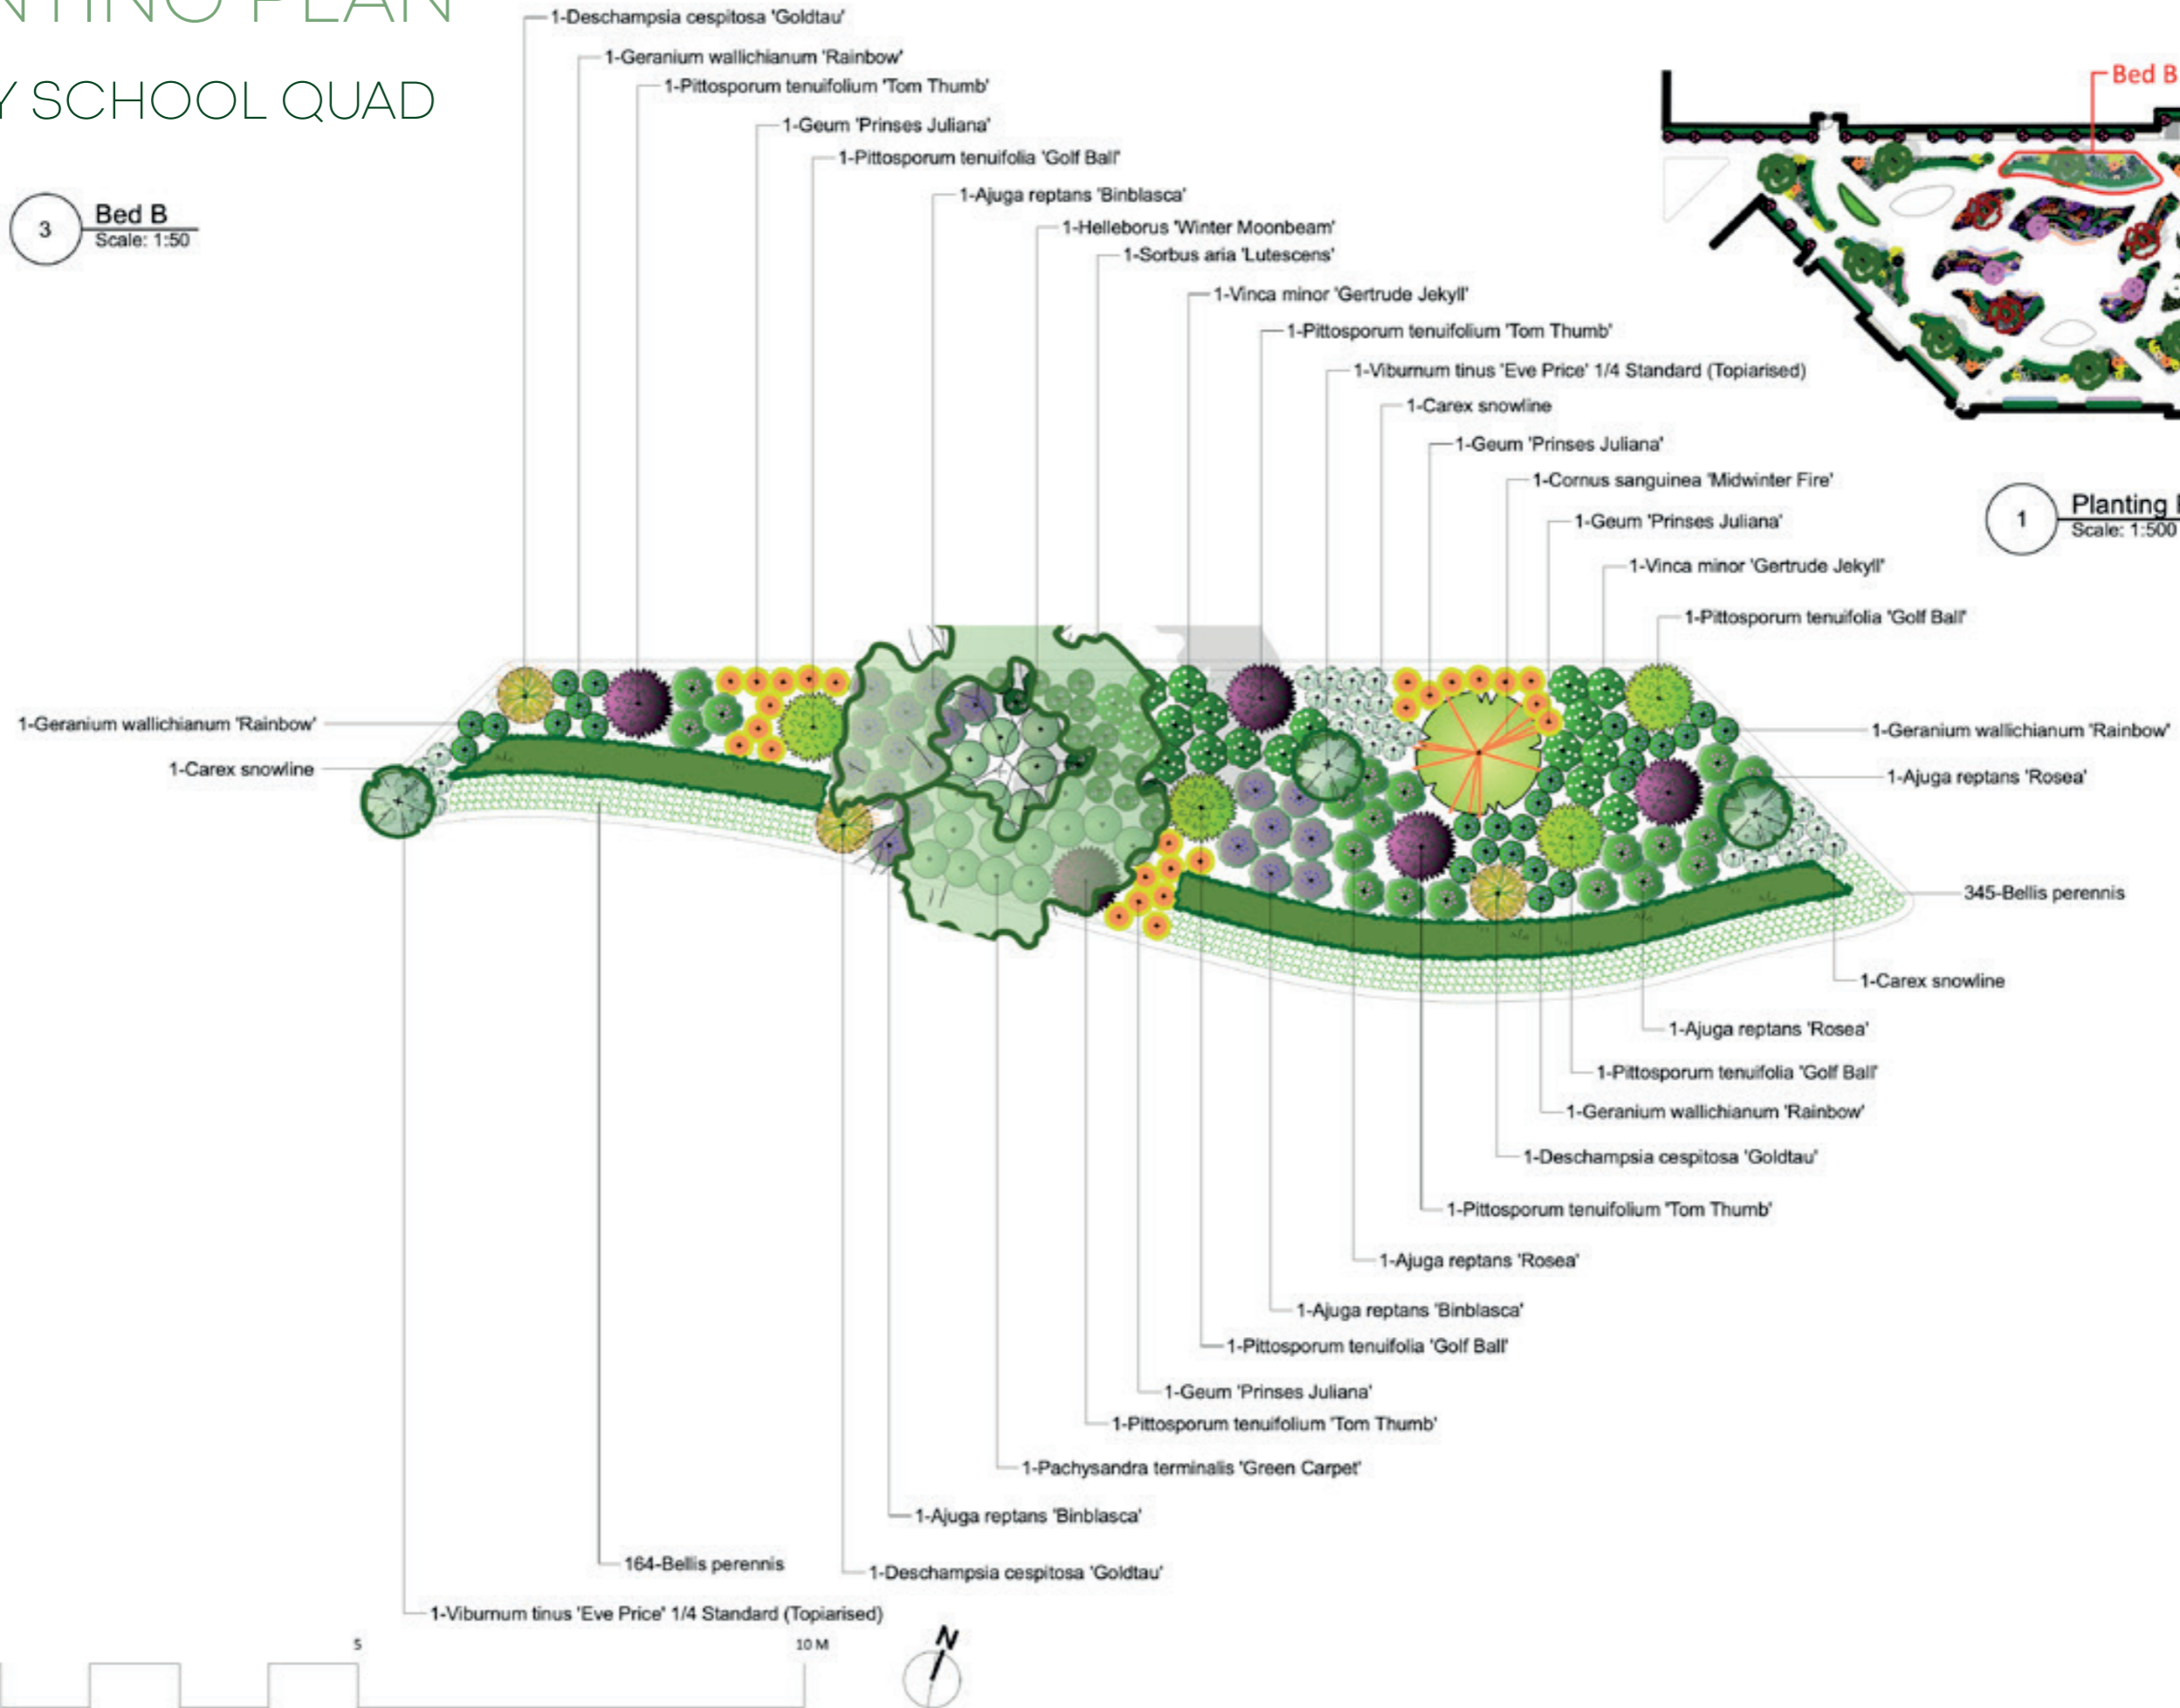 NTING PLAN
Y SCHOOL QUAD
3
Bed B
Scale: 1:50
1-Deschampsia cespitosa 'Goldtau'
1-Geranium wallichianum 'Rainbow'
1-Pittosporum tenuifolium 'Tom Thumb'
1-Geum 'Prinses Juliana'
1-Pittosporum tenuifolia 'Golf Ball'
1-Ajuga reptans 'Binblasca'
1-Helleborus 'Winter Moonbeam'
1-Sorbus aria 'Lutescens'
1-Vinca minor 'Gertrude Jekyll'
1-Pittosporum tenuifolium 'Tom Thumb'
1-Viburnum tinus 'Eve Price' 1/4 Standard (Topiarised)
1-Carex snowline
1-Geum 'Prinses Juliana'
1-Cornus sanguinea 'Midwinter Fire'
1-Geum 'Prinses Juliana'
1-Vinca minor 'Gertrude Jekyll'
1-Pittosporum tenuifolia 'Golf Ball'
Bed B
1
Planting
Scale: 1:500
1-Geranium wallichianum 'Rainbow'
1-Carex snowline
1-Geranium wallichianum 'Rainbow'
1-Ajuga reptans 'Rosea'
345-Bellis perennis
1-Carex snowline
1-Ajuga reptans 'Rosea'
1-Pittosporum tenuifolia 'Golf Ball'
1-Geranium wallichianum 'Rainbow'
1-Deschampsia cespitosa 'Goldtau'
1-Pittosporum tenuifolium 'Tom Thumb'
1-Ajuga reptans 'Rosea'
1-Ajuga reptans 'Binblasca'
1-Pittosporum tenuifolia 'Golf Ball'
1-Geum 'Prinses Juliana'
1-Pittosporum tenuifolium 'Tom Thumb'
1-Pachysandra terminalis 'Green Carpet'
1-Ajuga reptans 'Binblasca'
164-Bellis perennis
1-Deschampsia cespitosa 'Goldtau'
1-Viburnum tinus 'Eve Price' 1/4 Standard (Topiarised)
5
10 M
N